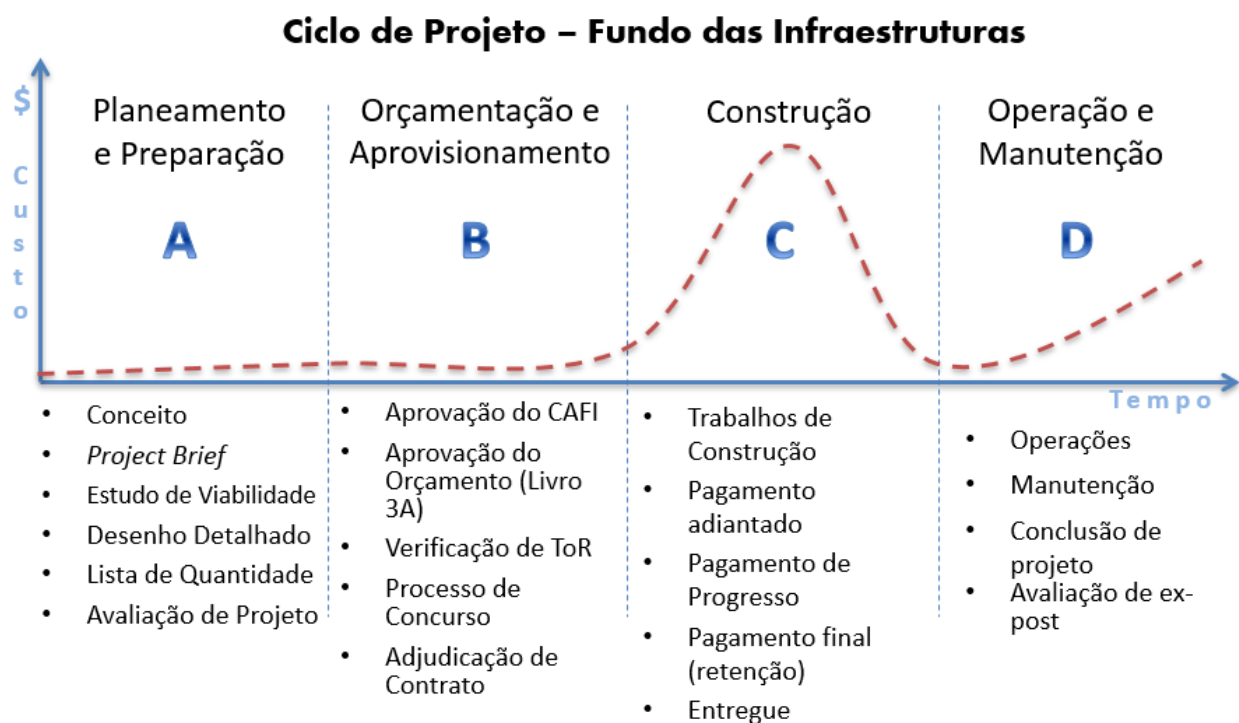 Ciclo de Projeto – Fundo das Infraestruturas
$
Custo
Planeamento
e Preparação
A
Orçamentação e
Aprovisionamento
B
Construção
C
Operação e
Manutenção
D
Tempo
• Conceito
• Project Brief
• Estudo de Viabilidade
• Desenho Detalhado
• Lista de Quantidade
• Avaliação de Projeto
• Aprovação do CAFI
• Aprovação do
Orçamento (Livro
3A)
• Verificação de ToR
• Processo de
Concurso
• Adjudicação de
Contrato
• Trabalhos de
Construção
• Pagamento
adiantado
• Pagamento de
Progresso
• Pagamento final
(retenção)
• Entregue
• Operações
• Manutenção
• Conclusão de
projeto
• Avaliação de ex-
post